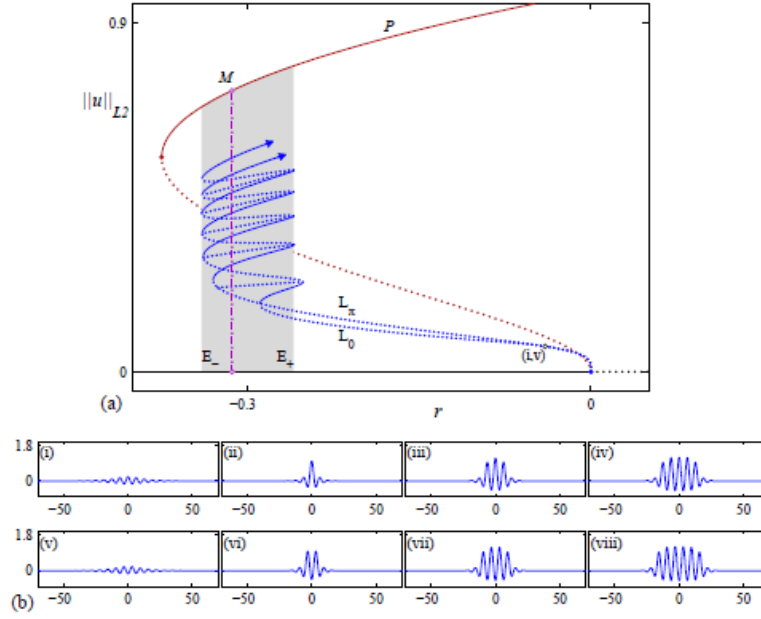 0.9
P
M
||u||L2
Lπ
L0
E− E+ (i,v)
0
(a) −0.3 r 0
1.8 (i) (ii) (iii) (iv)
0
−50 0 50 −50 0 50 −50 0 50 −50 0 50
1.8 (v) (vi) (vii) (viii)
0
(b) −50 0 50 −50 0 50 −50 0 50 −50 0 50